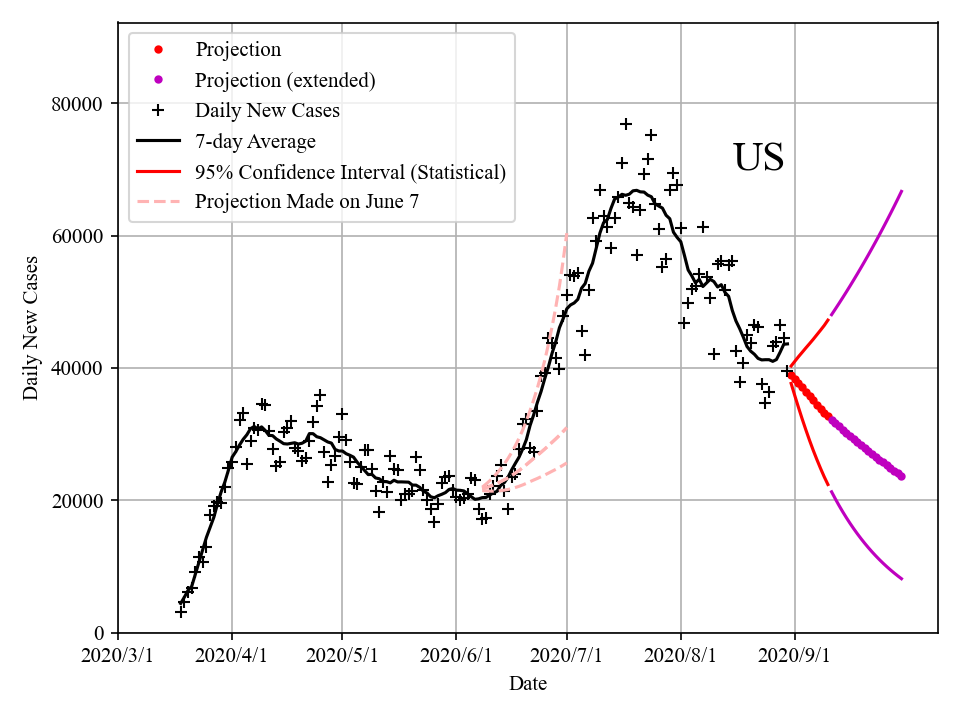 Projection
Projection (extended)
Daily New Cases
7-day Average
95% Confidence Interval (Statistical)
Projection Made on June 7
US
Daily New Cases
80000
60000
40000
20000
0
2020/3/1 2020/4/1 2020/5/1 2020/6/1 2020/7/1 2020/8/1 2020/9/1
Date